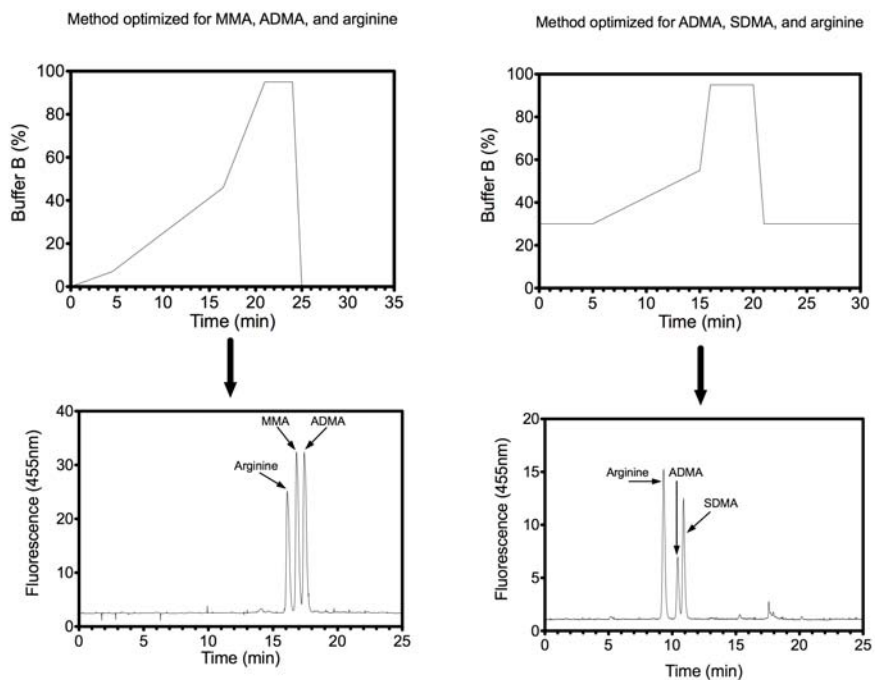 Method optimized for MMA, ADMA, and arginine
100
80
60
40
20
0
Buffer B (%)
0 5 10 15 20 25 30 35
Time (min)
40
30
20
10
0
Fluorescence (455nm)
MMA ADMA
Arginine
0 5 10 15 20 25
Time (min)
Method optimized for ADMA, SDMA, and arginine
100
80
60
40
20
0
Buffer B (%)
0 5 10 15 20 25 30
Time (min)
20
15
10
5
0
Fluorescence (455nm)
Arginine ADMA
SDMA
0 5 10 15 20 25
Time (min)